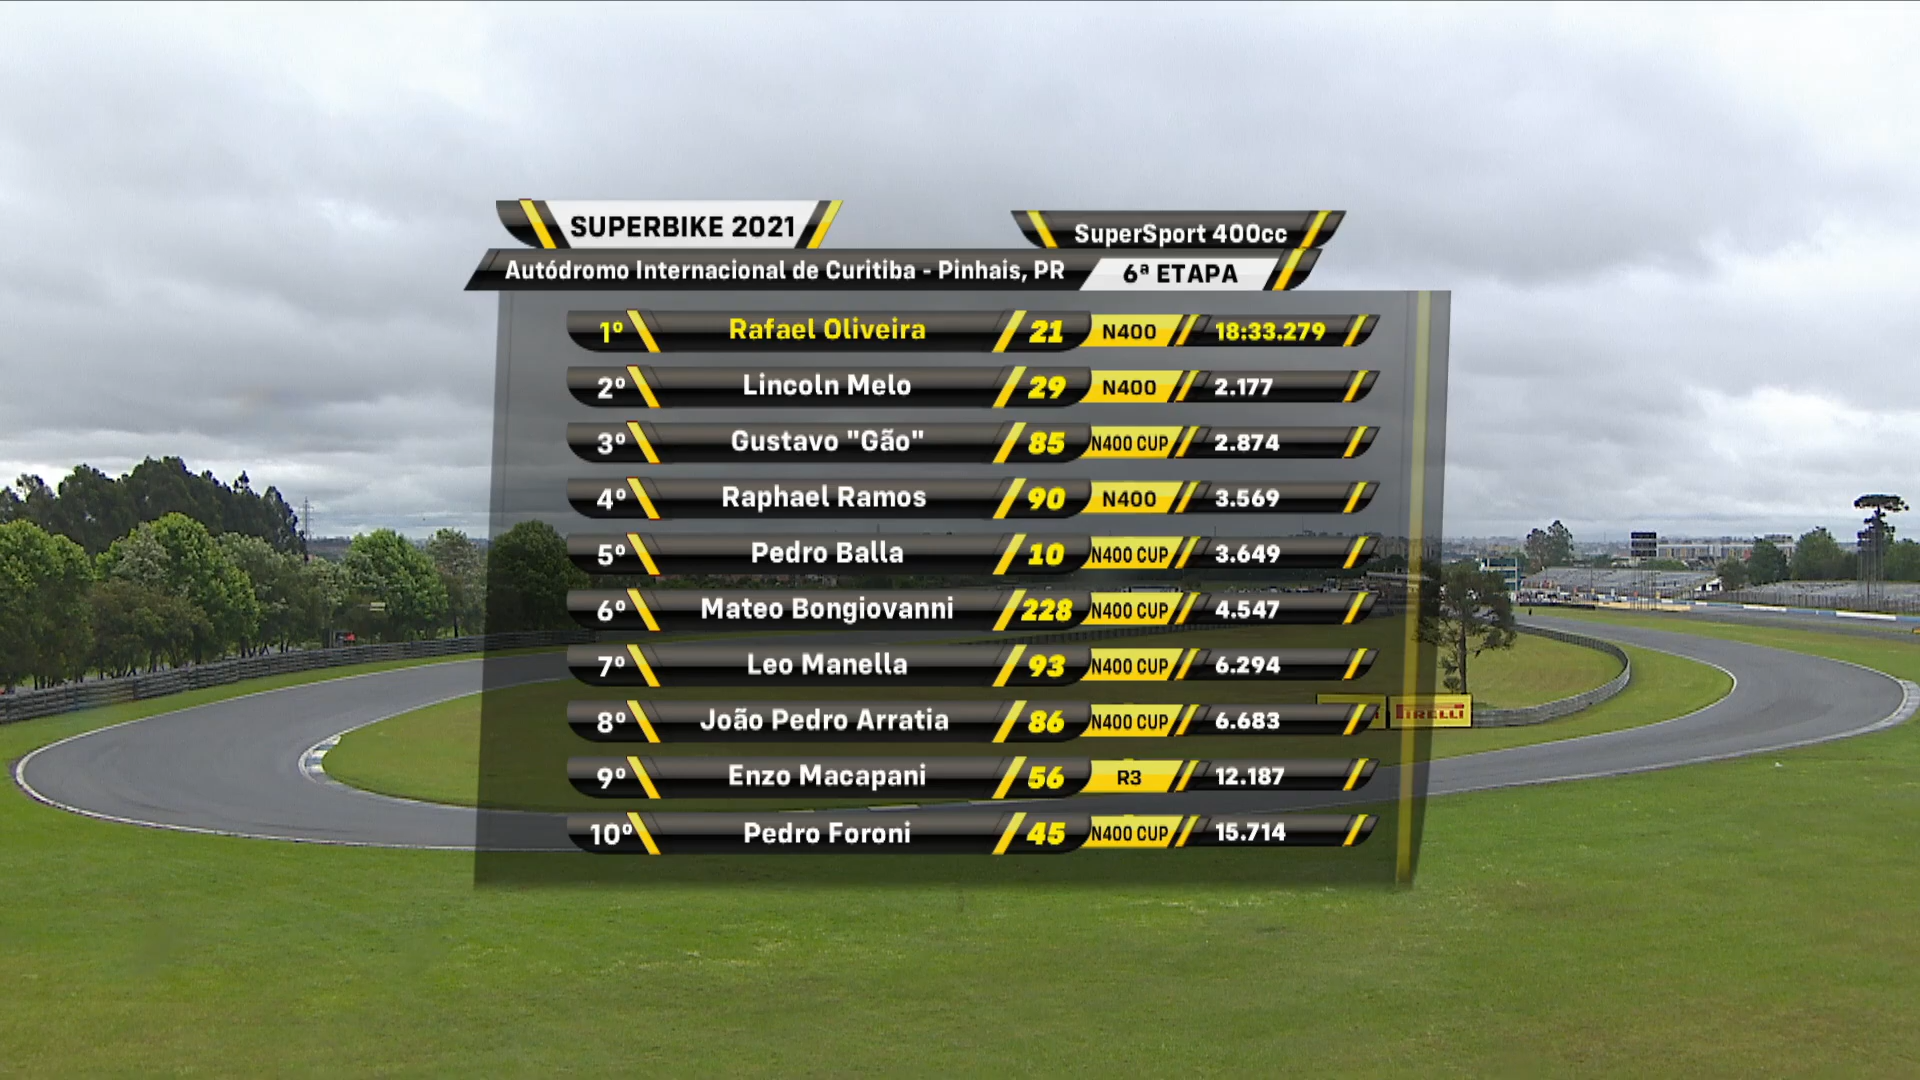 SUPERBIKE 2021
SuperSport 400cc
Autódromo Internacional de Curitiba - Pinhais, PR
6ª ETAPA
1º Rafael Oliveira 21 N400 18:33.279
2º Lincoln Melo 29 N400 2.177
3º Gustavo "Gão" 85 N400 CUP 2.874
4º Raphael Ramos 90 N400 3.569
5º Pedro Balla 10 N400 CUP 3.649
6º Mateo Bongiovanni 228 N400 CUP 4.547
7º Leo Manella 93 N400 CUP 6.294
8º João Pedro Arratia 86 N400 CUP 6.683
9º Enzo Macapani 56 R3 12.187
10º Pedro Foroni 45 N400 CUP 15.714
PIRELLI